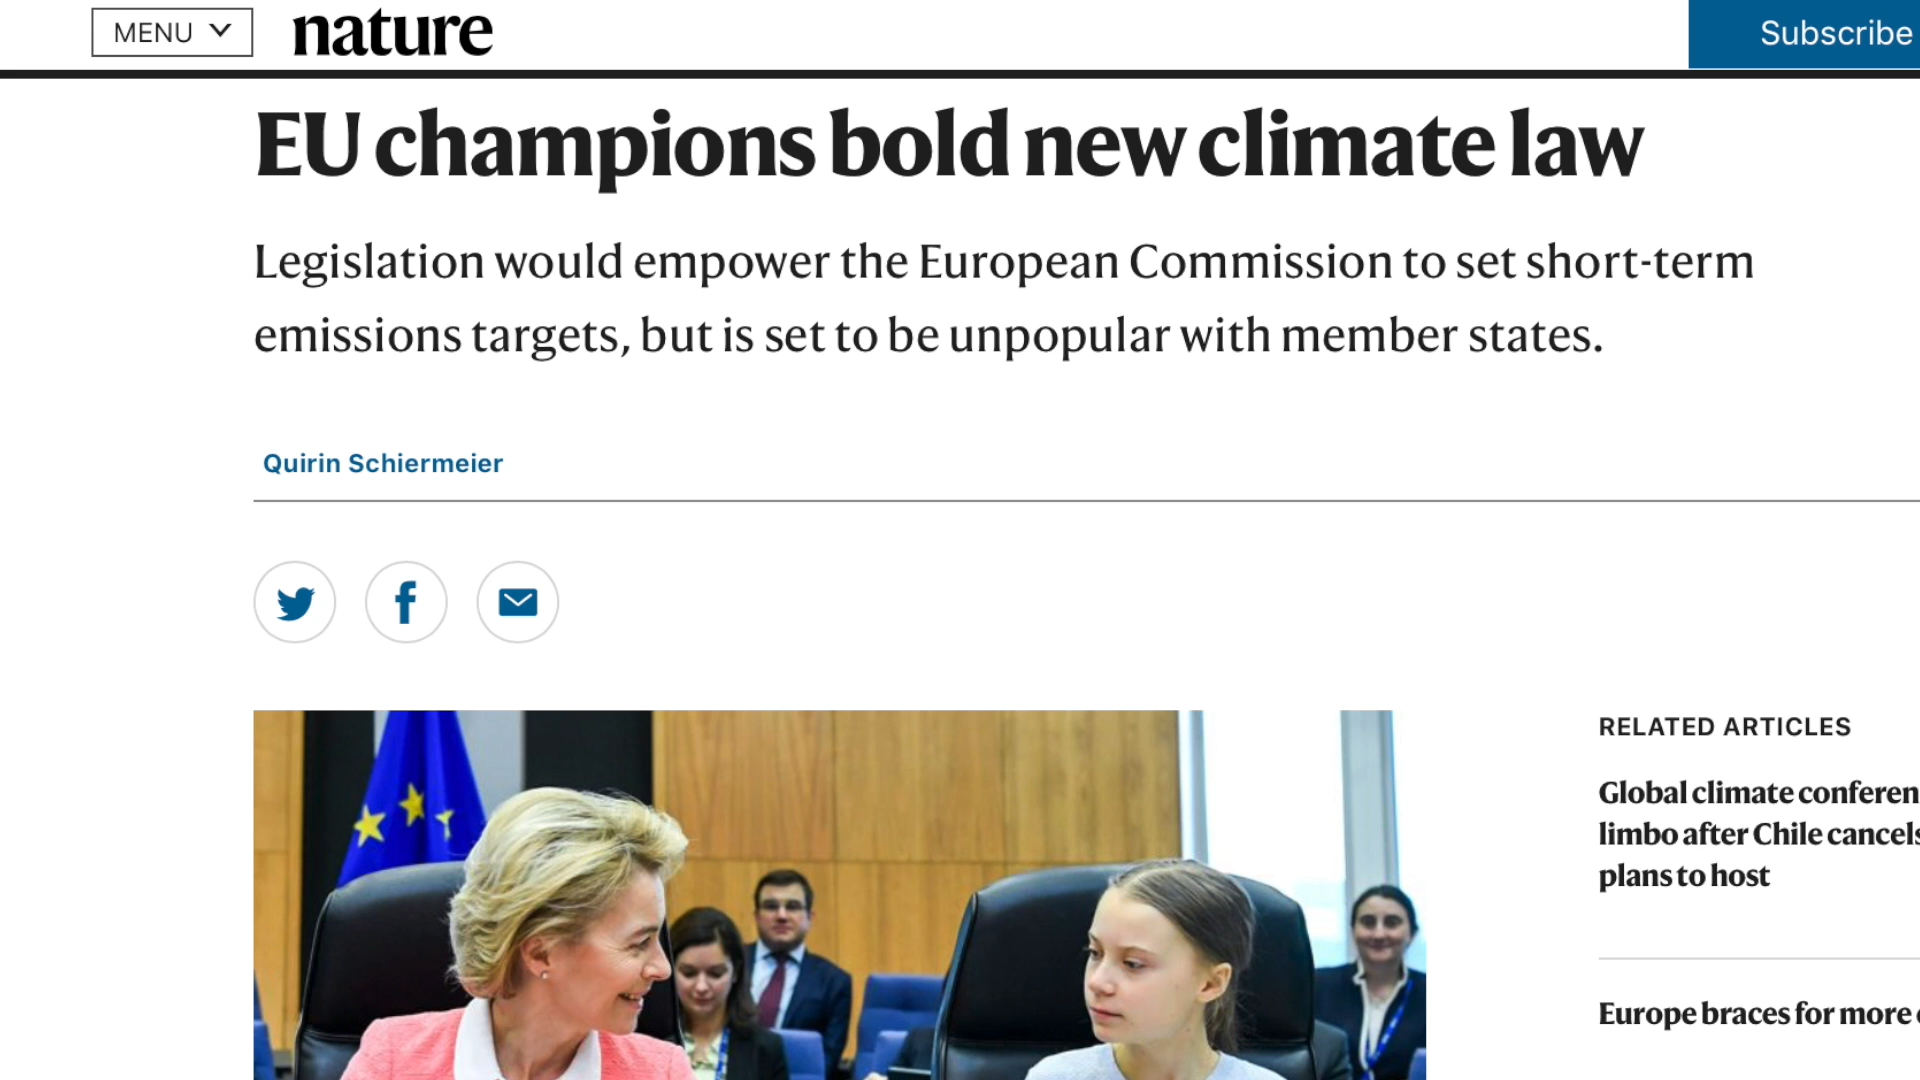 MENU
nature
Subscribe
EU champions bold new climate law
Legislation would empower the European Commission to set short-term
emissions targets, but is set to be unpopular with member states.
Quirin Schiermeier
RELATED ARTICLES
Global climate conferen
limbo after Chile cancels
plans to host
Europe braces for more